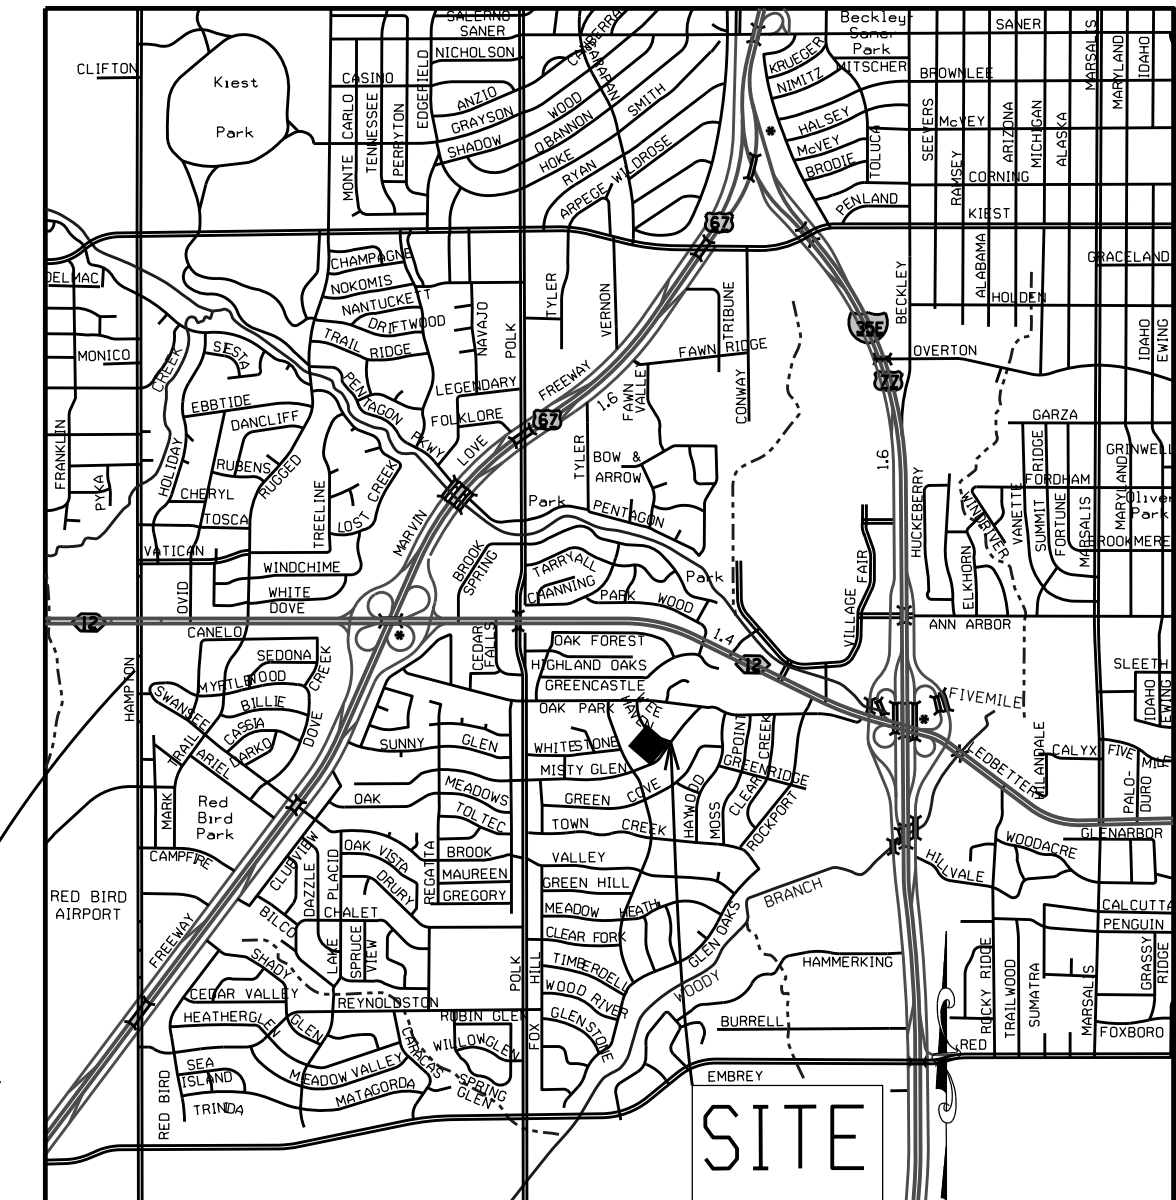 SALERNO
SANER
NICHOLSON
CLIFTON
CASINO
MONTE CARLO
TENNESSEE
PERRYTON
EDGEFIELD
Kiest
Park
ANZIO
GRAYSON
SHADOW
WOOD
O BANNON
HOKE
RYAN
ARPEGE
WILDROSE
SMITH
CANBERRA
KRUEGER
NIMITZ
HALSEY
McVEY
BRODIE
PENLAND
TOLUCA
Beckley-
Saner
Park
MITSCHER
SANER
BROWNLEE
McVEY
CORNING
KIEST
SEEVERS
RAMSEY
ARIZONA
MICHIGAN
ALASKA
MARSALIS
MARYLAND
IDAHO
ALABAMA
GRACELAND
HOLDEN
BECKLEY
67
35E
77
OVERTON
IDAHO
EWING
DELMAC
MONICO
CHAMPAGNE
NOKOMIS
NANTUCKETT
DRIFTWOOD
TRAIL RIDGE
NAVAJO
POLK
TYLER
VERNON
TRIBUNE
FAWN RIDGE
FAWN
VALLEY
CONWAY
FREEWAY
1.6
67
LEGENDARY
FOLKLORE
PENTAGON
PKWY
LOVE
MARVIN
SIESTA
CREEK
HOLIDAY
EBBTIDE
DANCLIFF
RUBENS
RUGGED
CHERYL
TOSCA
VATICAN
FRANKLIN
PYKA
TREELINE
LOST
CREEK
WINDCHIME
WHITE
DOVE
OVID
TYLER
BOW &
ARROW
Park
PENTAGON
Park
BROOK
SPRING
TARRYALL
CHANNING
PARK WOOD
1.4
1.6
GARZA
GRINWELL
FORDHAM
Oliver
Park
BROOKMERE
HUCKEBERRY
WINDRIVER
VANETTE
SUMMIT RIDGE
FORTUNE
MARSALIS
MARYLAND
ELKHORN
VILLAGE FAIR
ANN ARBOR
12
CANELO
SEDONA
MYRTLEWOOD
BILLIE
CASSIA
DARKO
DOVE CREEK
SWANSEE
TRAIL
ARIEL
HAMPTON
MARK
Red
Bird
Park
CAMPFIRE
RED BIRD
AIRPORT
CEDAR
FALLS
OAK FOREST
HIGHLAND OAKS
GREENCASTLE
OAK PARK
12
WHITESTONE
MISTY GLEN
GREEN COVE
TOWN CREEK
VALLEY
GREEN HILL
MEADOW HEATH
CLEAR FORK
TIMBERDELL
WOOD RIVER
GLEN STONE
HAYWOOD
MOSS
POINT
CLEAR CREEK
GREENRIDGE
ROCKPORT
SUNNY GLEN
OAK MEADOWS
TOLTEC
BROOK
MAUREEN
GREGORY
OAK VISTA
DRURY
REGATTA
CLUBVIEW
DAZZLE
PLACID
CHALET
BILCO
LAKE
SPRUCE
VIEW
POLK
FOX HILL
FIVEMILE
LEDBETTER
HILANDALE
CALYX
FIVE MILE
PALO-
DURO
SLEETH
IDAHO
EWING
GLENARBOR
WOODACRE
HILLVALE
CALCUTTA
PENGUIN
GRASSY
RIDGE
MARSALIS
SUMATRA
TRAILWOOD
ROCKY RIDGE
FOXBORO
BRANCH
GLEN OAKS
WOODY
HAMMERKING
BURRELL
RED
FREEWAY
SHADY
CEDAR VALLEY
HEATHERGLEN
GLEN
REYNOLDSTON
ROBIN GLEN
WILLOWGLEN
CARACAS
SPRING
GLEN
SEA
ISLAND
TRINDA
MEADOW VALLEY
MATAGORDA
RED BIRD
EMBREY
SITE